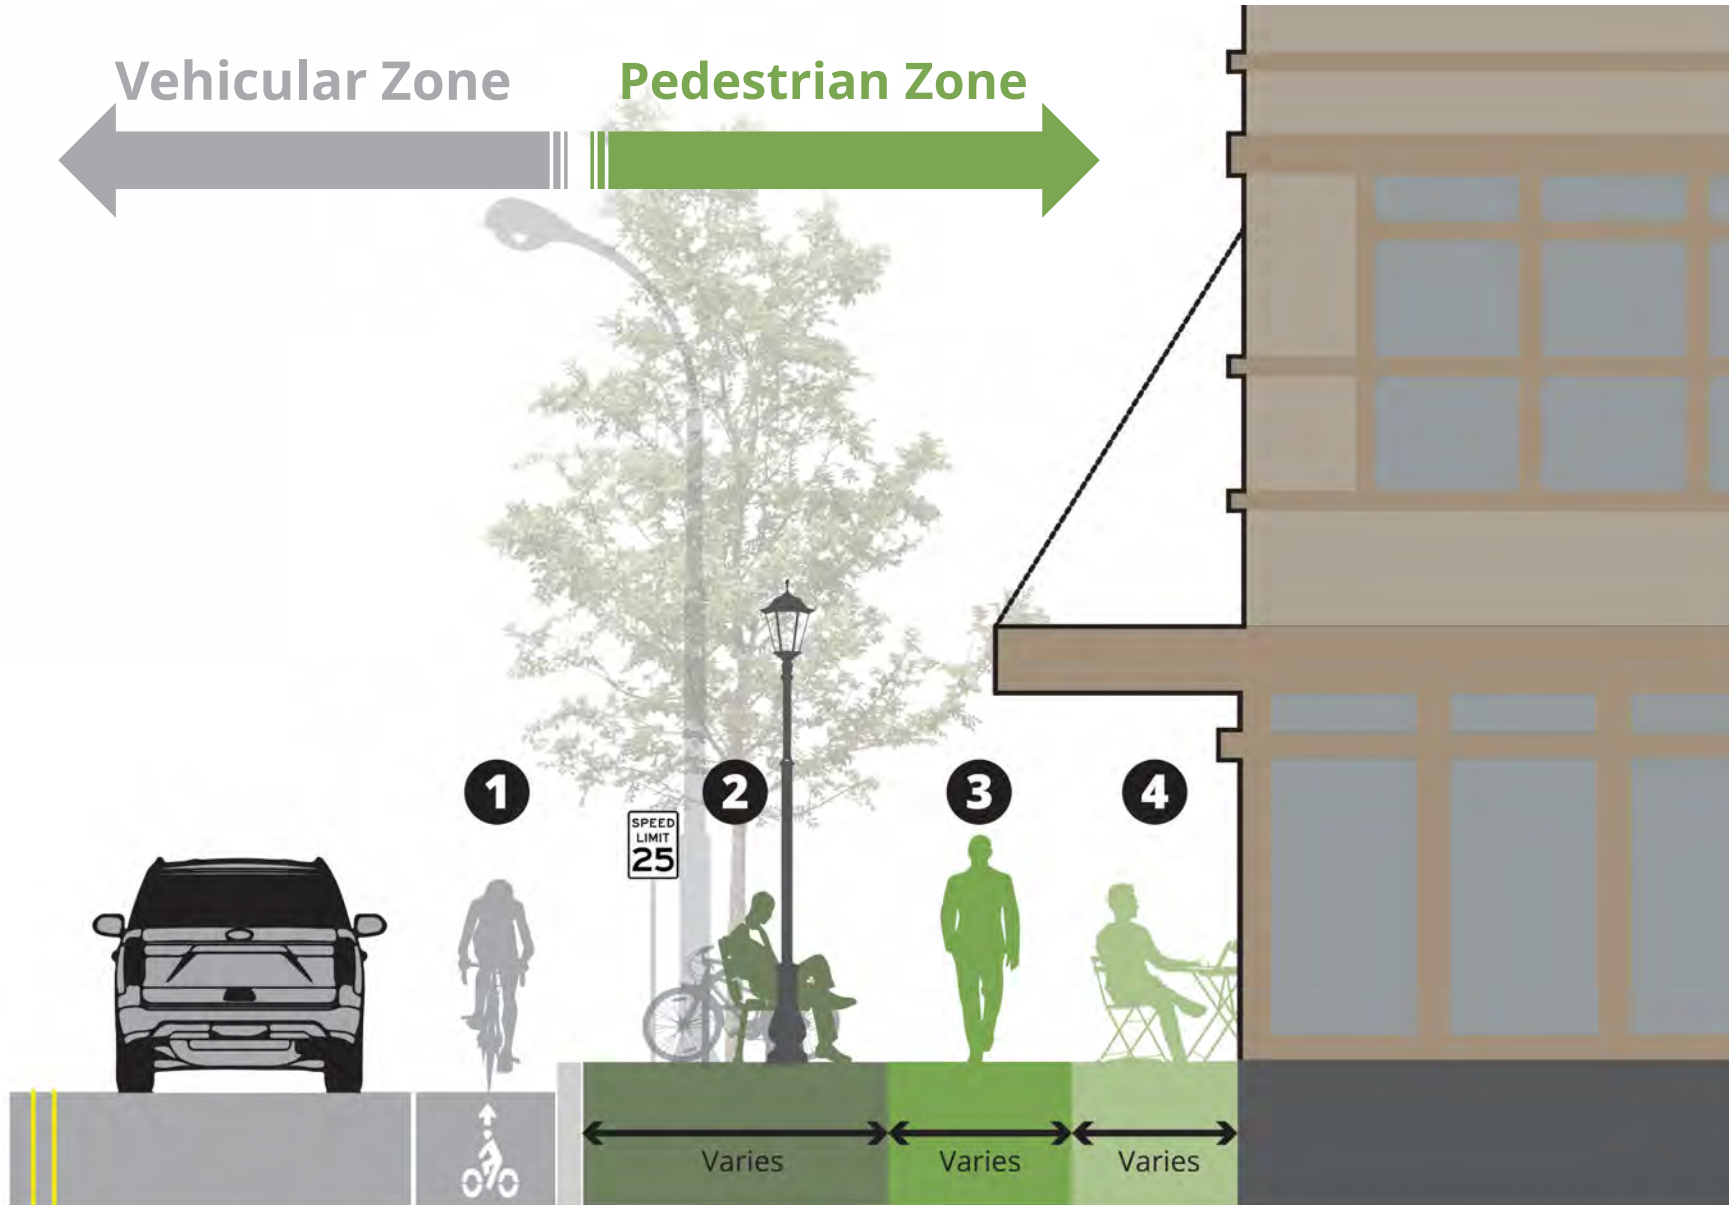 Vehicular Zone
Pedestrian Zone
1
2
3
4
SPEED
LIMIT
25
Varies
Varies
Varies